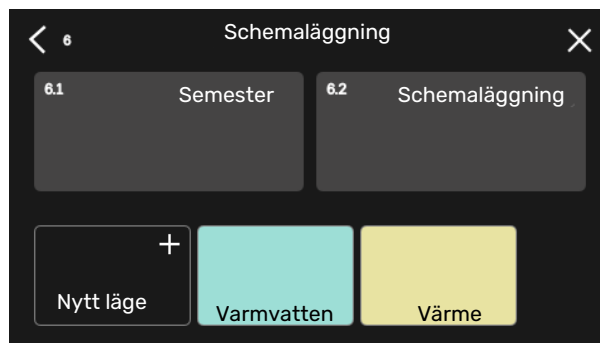 6
Schemaläggning
6.1
Semester
6.2
Schemaläggning
+
Nytt läge
Varmvatten
Värme